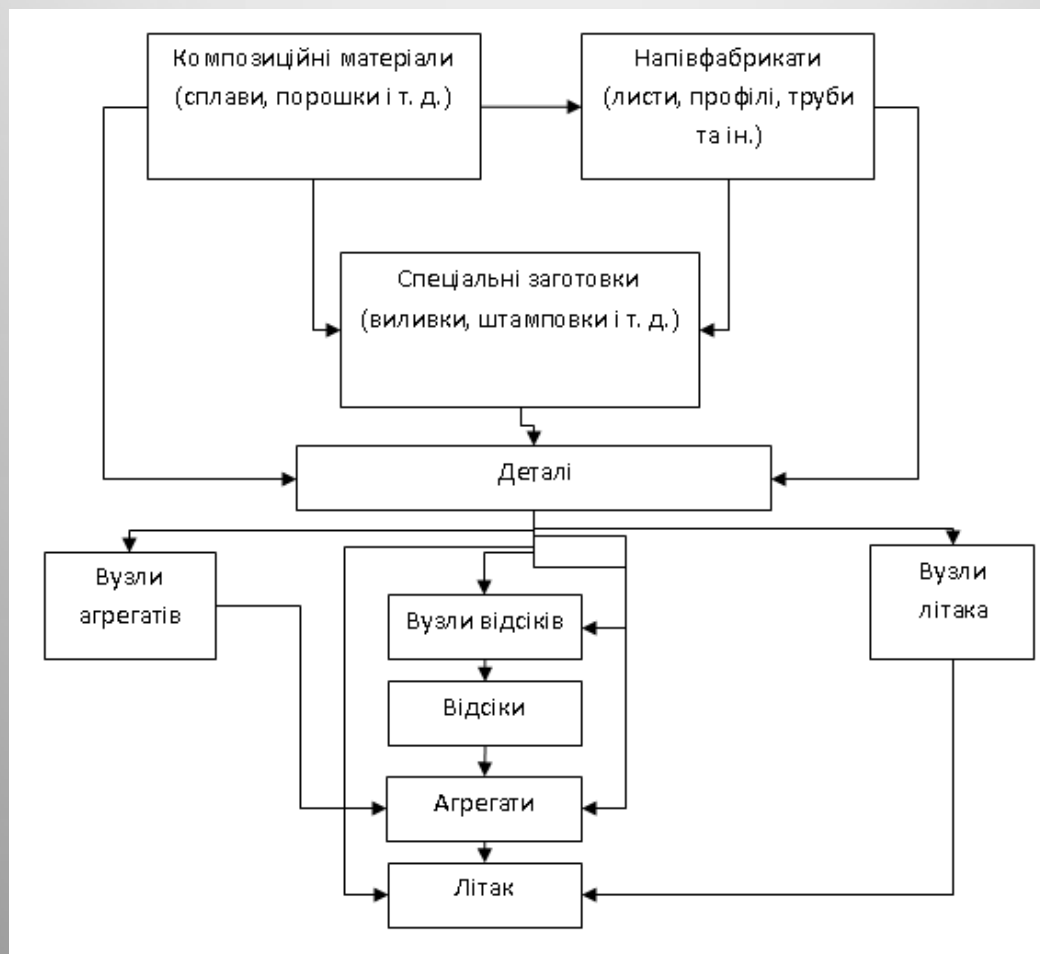 Композиційні матеріали
(сплави, порошки і т. д.)
Напівфабрикати
(листи, профілі, труби
та ін.)
Спеціальні заготовки
(виливки, штамповки і т. д.)
Деталі
Вузли
агрегатів
Вузли відсіків
Вузли
літака
Відсіки
Агрегати
Літак